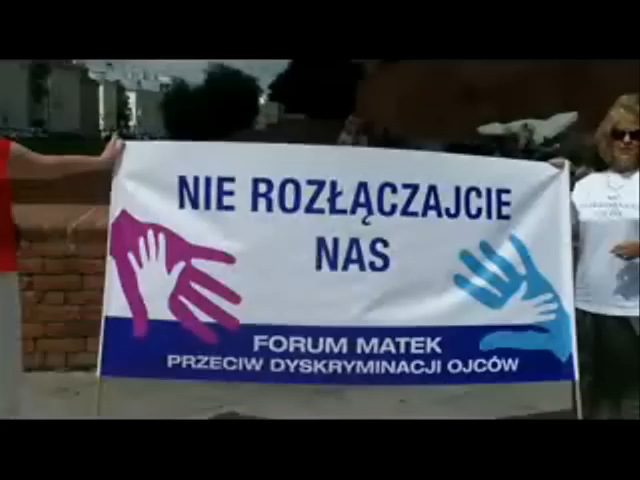 NIE ROZŁĄCZAJCIE
NAS
FORUM MATEK
PRZECIW DYSKRYMINACJI OJCÓW